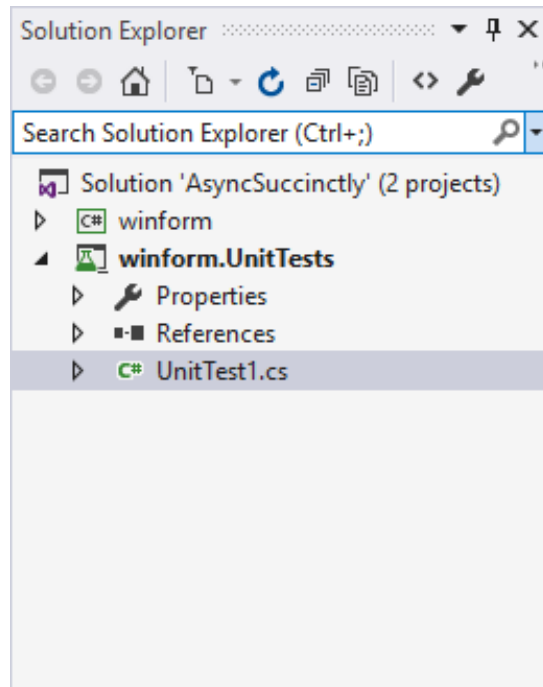 Solution Explorer
Search Solution Explorer (Ctrl+;)
Solution 'AsyncSuccinctly' (2 projects)
C# winform
winform.UnitTests
Properties
References
C# UnitTest1.cs